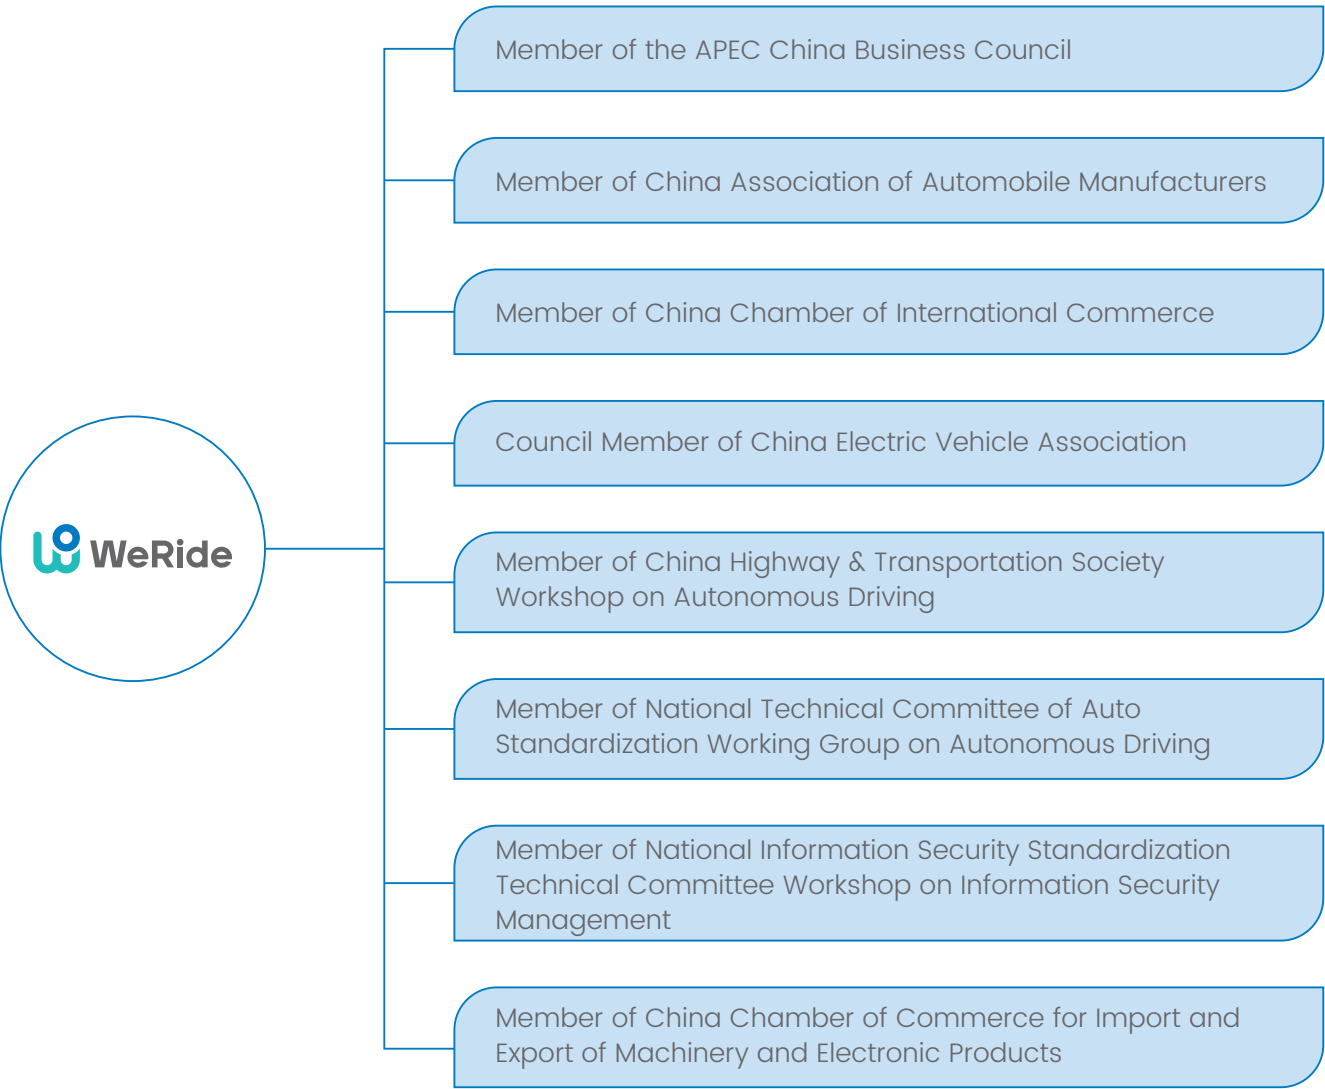 Member of the APEC China Business Council
Member of China Association of Automobile Manufacturers
Member of China Chamber of International Commerce
Council Member of China Electric Vehicle Association
WeRide
Member of China Highway & Transportation Society
Workshop on Autonomous Driving
Member of National Technical Committee of Auto
Standardization Working Group on Autonomous Driving
Member of National Information Security Standardization
Technical Committee Workshop on Information Security
Management
Member of China Chamber of Commerce for Import and
Export of Machinery and Electronic Products